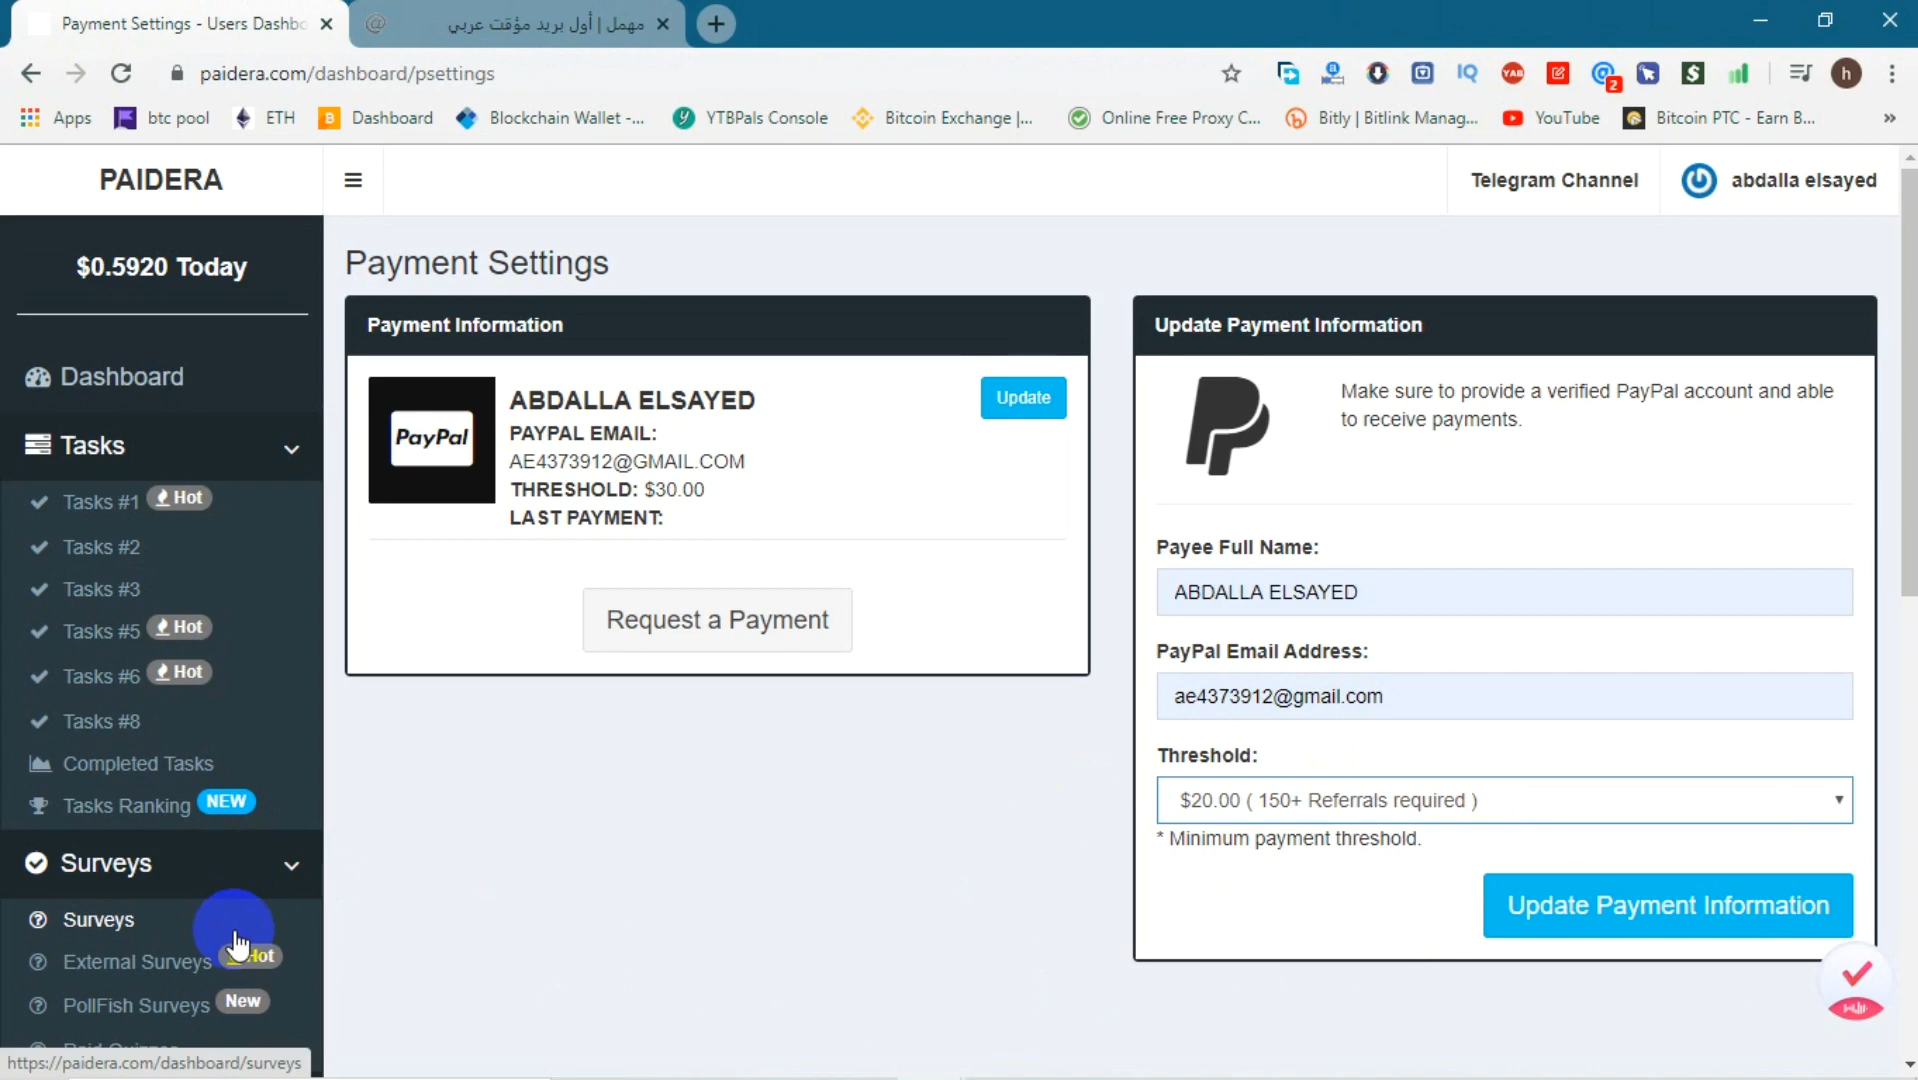 Payment Settings - Users Dashbo
مهمل | أول بريد مؤقت عربي
paidera.com/dashboard/psettings
Apps
btc pool
ETH
Dashboard
Blockchain Wallet -...
YTBPals Console
Bitcoin Exchange |...
Online Free Proxy C...
Bitly | Bitlink Manag...
YouTube
Bitcoin PTC - Earn B...
»
IQ
YAB
2
h
PAIDERA
Telegram Channel
abdalla elsayed
$0.5920 Today
Dashboard
Tasks
Tasks #1 Hot
Tasks #2
Tasks #3
Tasks #5 Hot
Tasks #6 Hot
Tasks #8
Completed Tasks
Tasks Ranking NEW
Surveys
Surveys
External Surveys Hot
PollFish Surveys New
https://paidera.com/dashboard/surveys
Payment Settings
Payment Information
PayPal
ABDALLA ELSAYED
Update
PAYPAL EMAIL:
AE4373912@GMAIL.COM
THRESHOLD: $30.00
LAST PAYMENT:
Request a Payment
Update Payment Information
Make sure to provide a verified PayPal account and able
to receive payments.
Payee Full Name:
ABDALLA ELSAYED
PayPal Email Address:
ae4373912@gmail.com
Threshold:
$20.00 ( 150+ Referrals required )
* Minimum payment threshold.
Update Payment Information